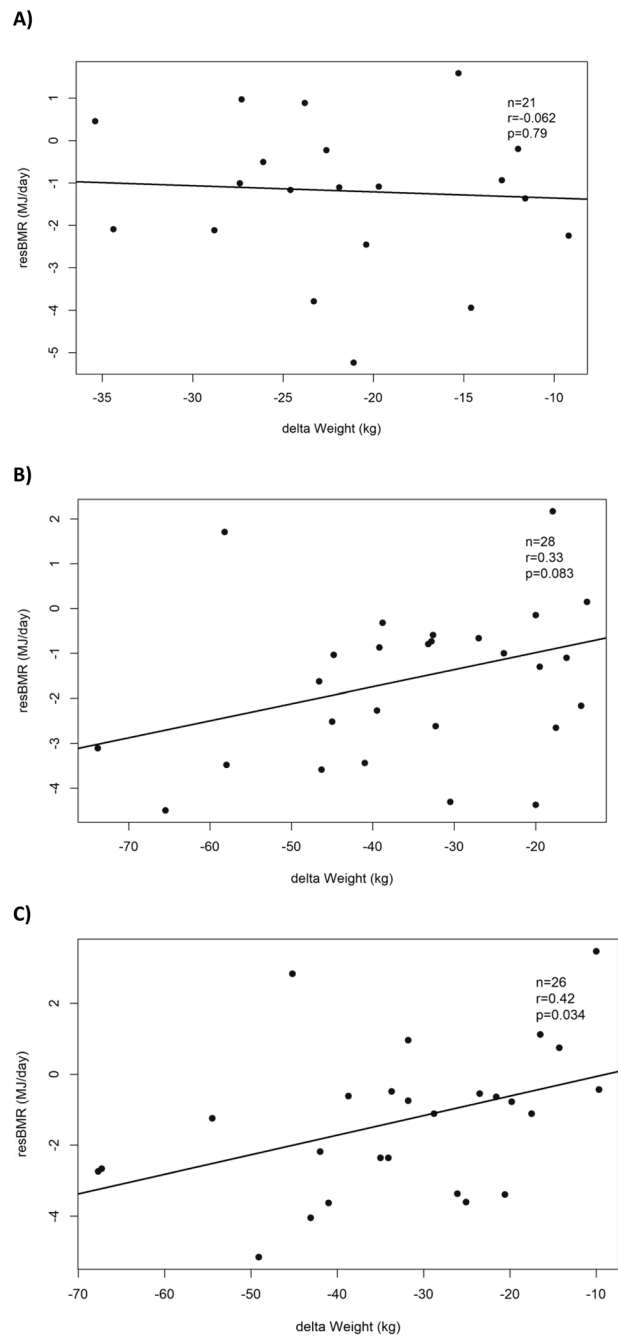 A)
n=21
r=-0.062
p=0.79
1
0
-1
-2
-3
-4
-5
resBMR (MJ/day)
-35
-30
-25
-20
-15
-10
delta Weight (kg)
B)
n=28
r=0.33
p=0.083
2
1
0
-1
-2
-3
-4
resBMR (MJ/day)
-70
-60
-50
-40
-30
-20
delta Weight (kg)
C)
n=26
r=0.42
p=0.034
2
0
-2
-4
resBMR (MJ/day)
-70
-60
-50
-40
-30
-20
-10
delta Weight (kg)